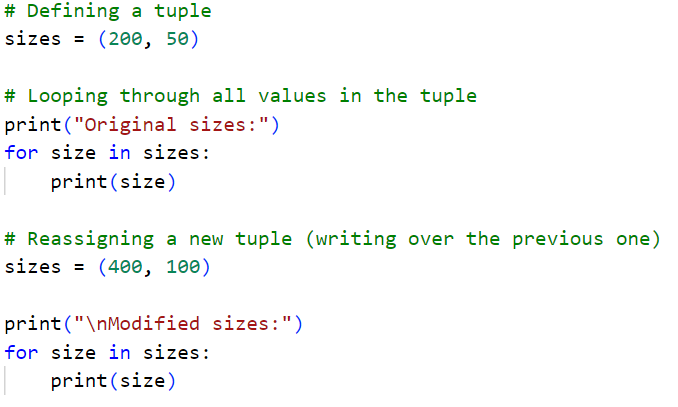 # Defining a tuple
sizes = (200, 50)
# Looping through all values in the tuple
print("Original sizes:")
for size in sizes:
    print(size)
# Reassigning a new tuple (writing over the previous one)
sizes = (400, 100)
print("\nModified sizes:")
for size in sizes:
    print(size)